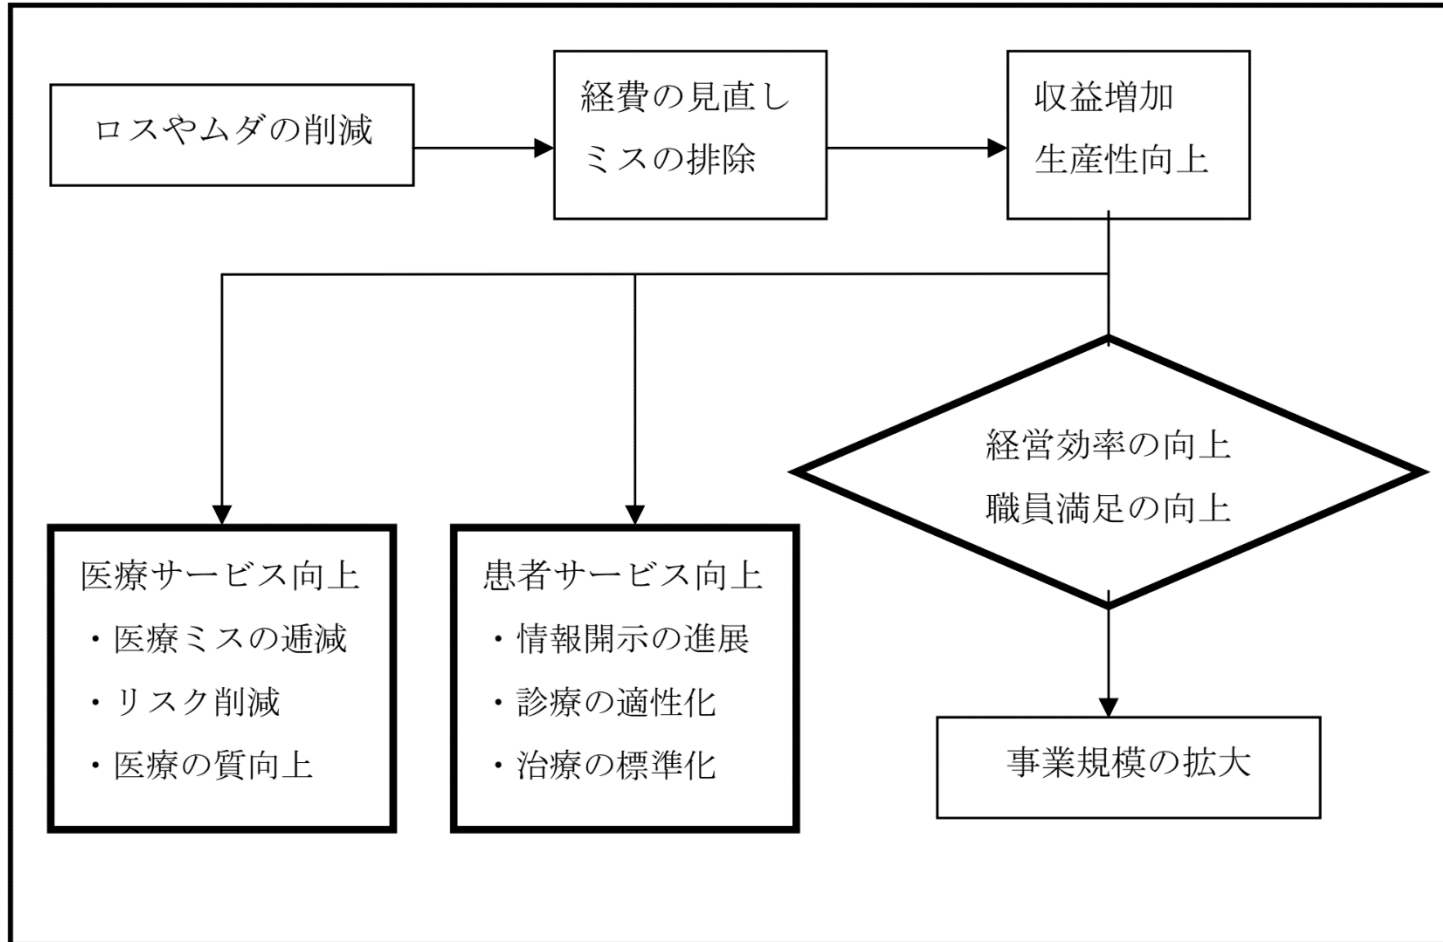 ロスやムダの削減
経費の見直し
ミスの排除
収益増加
生産性向上
経営効率の向上
職員満足の向上
医療サービス向上
・医療ミスの逓減
・リスク削減
・医療の質向上
患者サービス向上
・情報開示の進展
・診療の適性化
・治療の標準化
事業規模の拡大